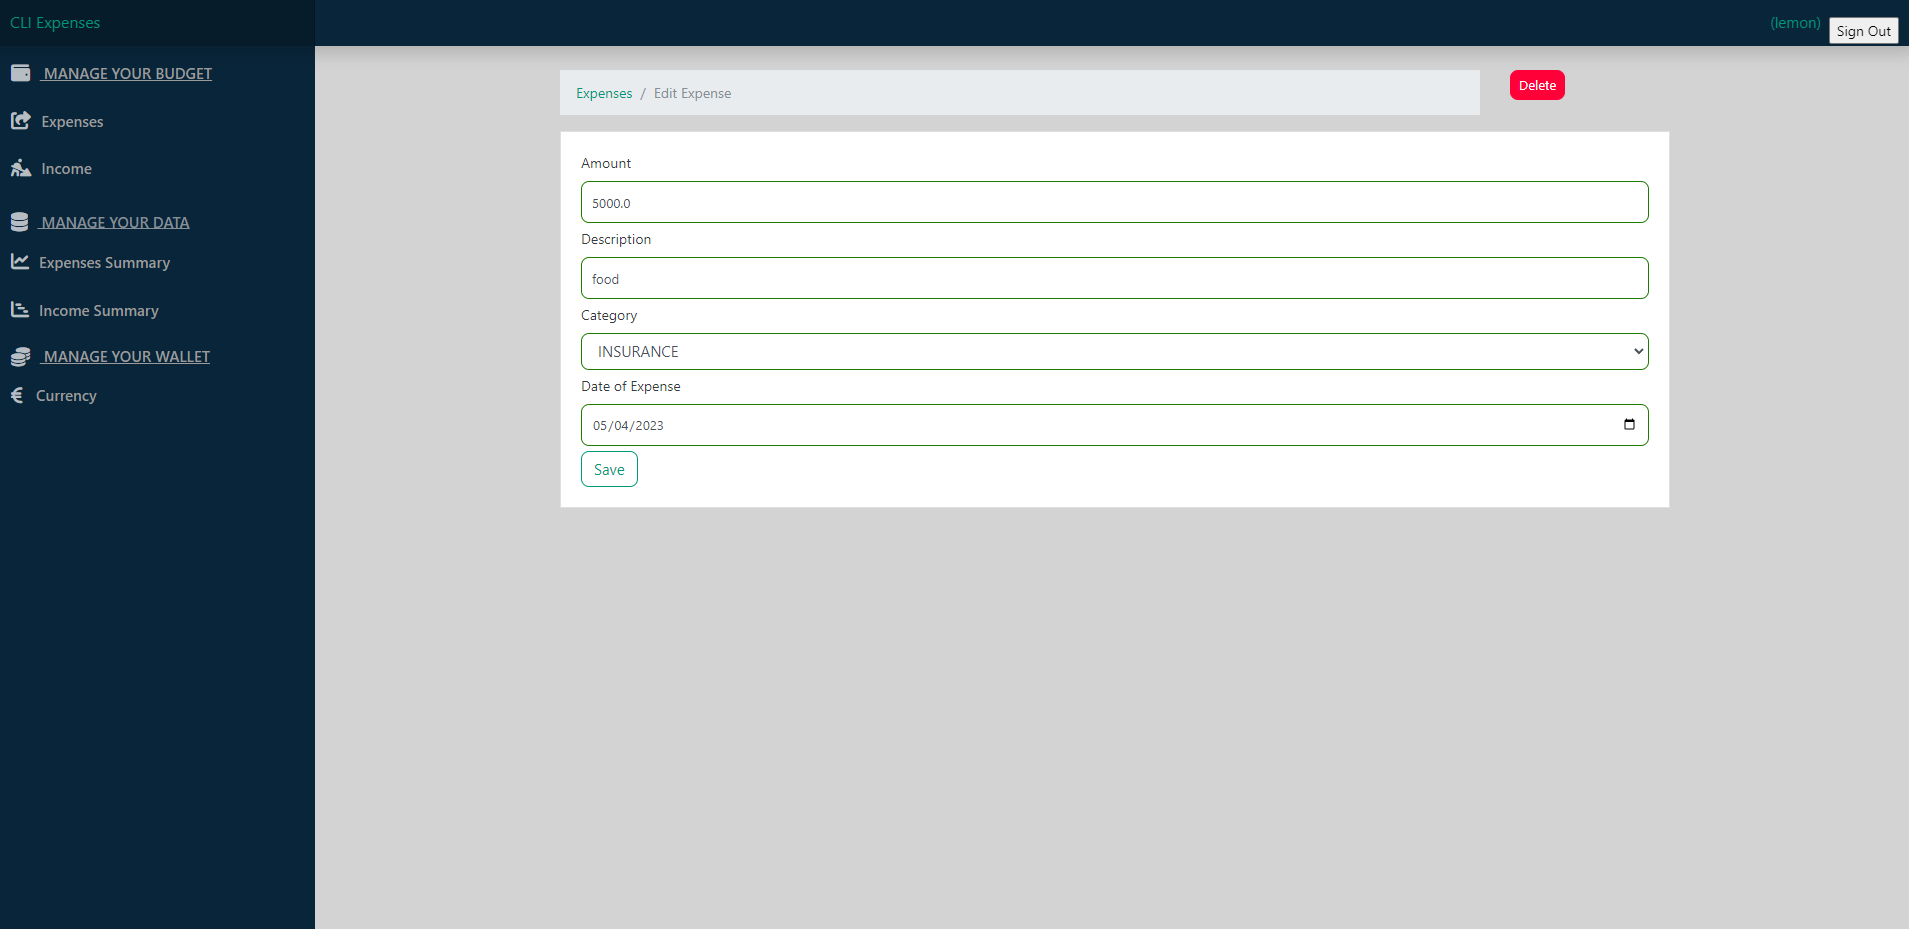 CLI Expenses
(lemon)
Sign Out
MANAGE YOUR BUDGET
Expenses
Income
MANAGE YOUR DATA
Expenses Summary
Income Summary
MANAGE YOUR WALLET
Currency
Expenses / Edit Expense
Delete
Amount
5000.0
Description
food
Category
INSURANCE
Date of Expense
05/04/2023
Save